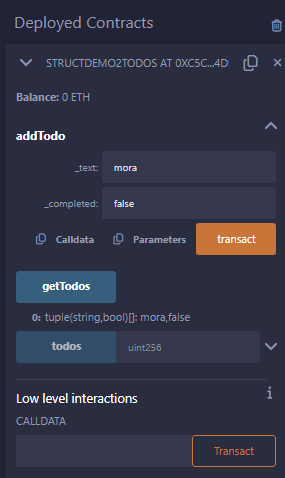 Deployed Contracts
STRUCTDEMO2TODOS AT 0XC5C...4D
Balance: 0 ETH
addTodo
_text: mora
_completed: false
Calldata Parameters transact
getTodos
0: tuple(string,bool)[]: mora,false
todos uint256
Low level interactions
CALLDATA
Transact